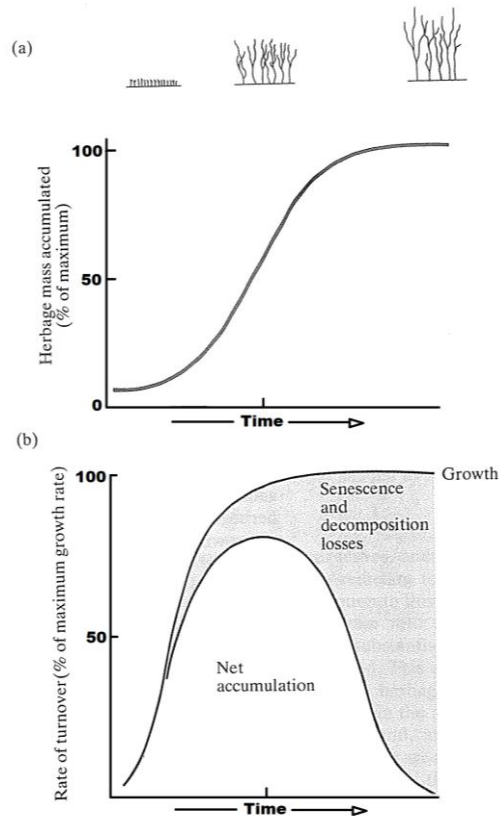 (a)
Herbage mass accumulated
(% of maximum)
100
50
0
Time
(b)
Rate of turnover (% of maximum growth rate)
100
50
Growth
Senescence
and
decomposition
losses
Net
accumulation
Time